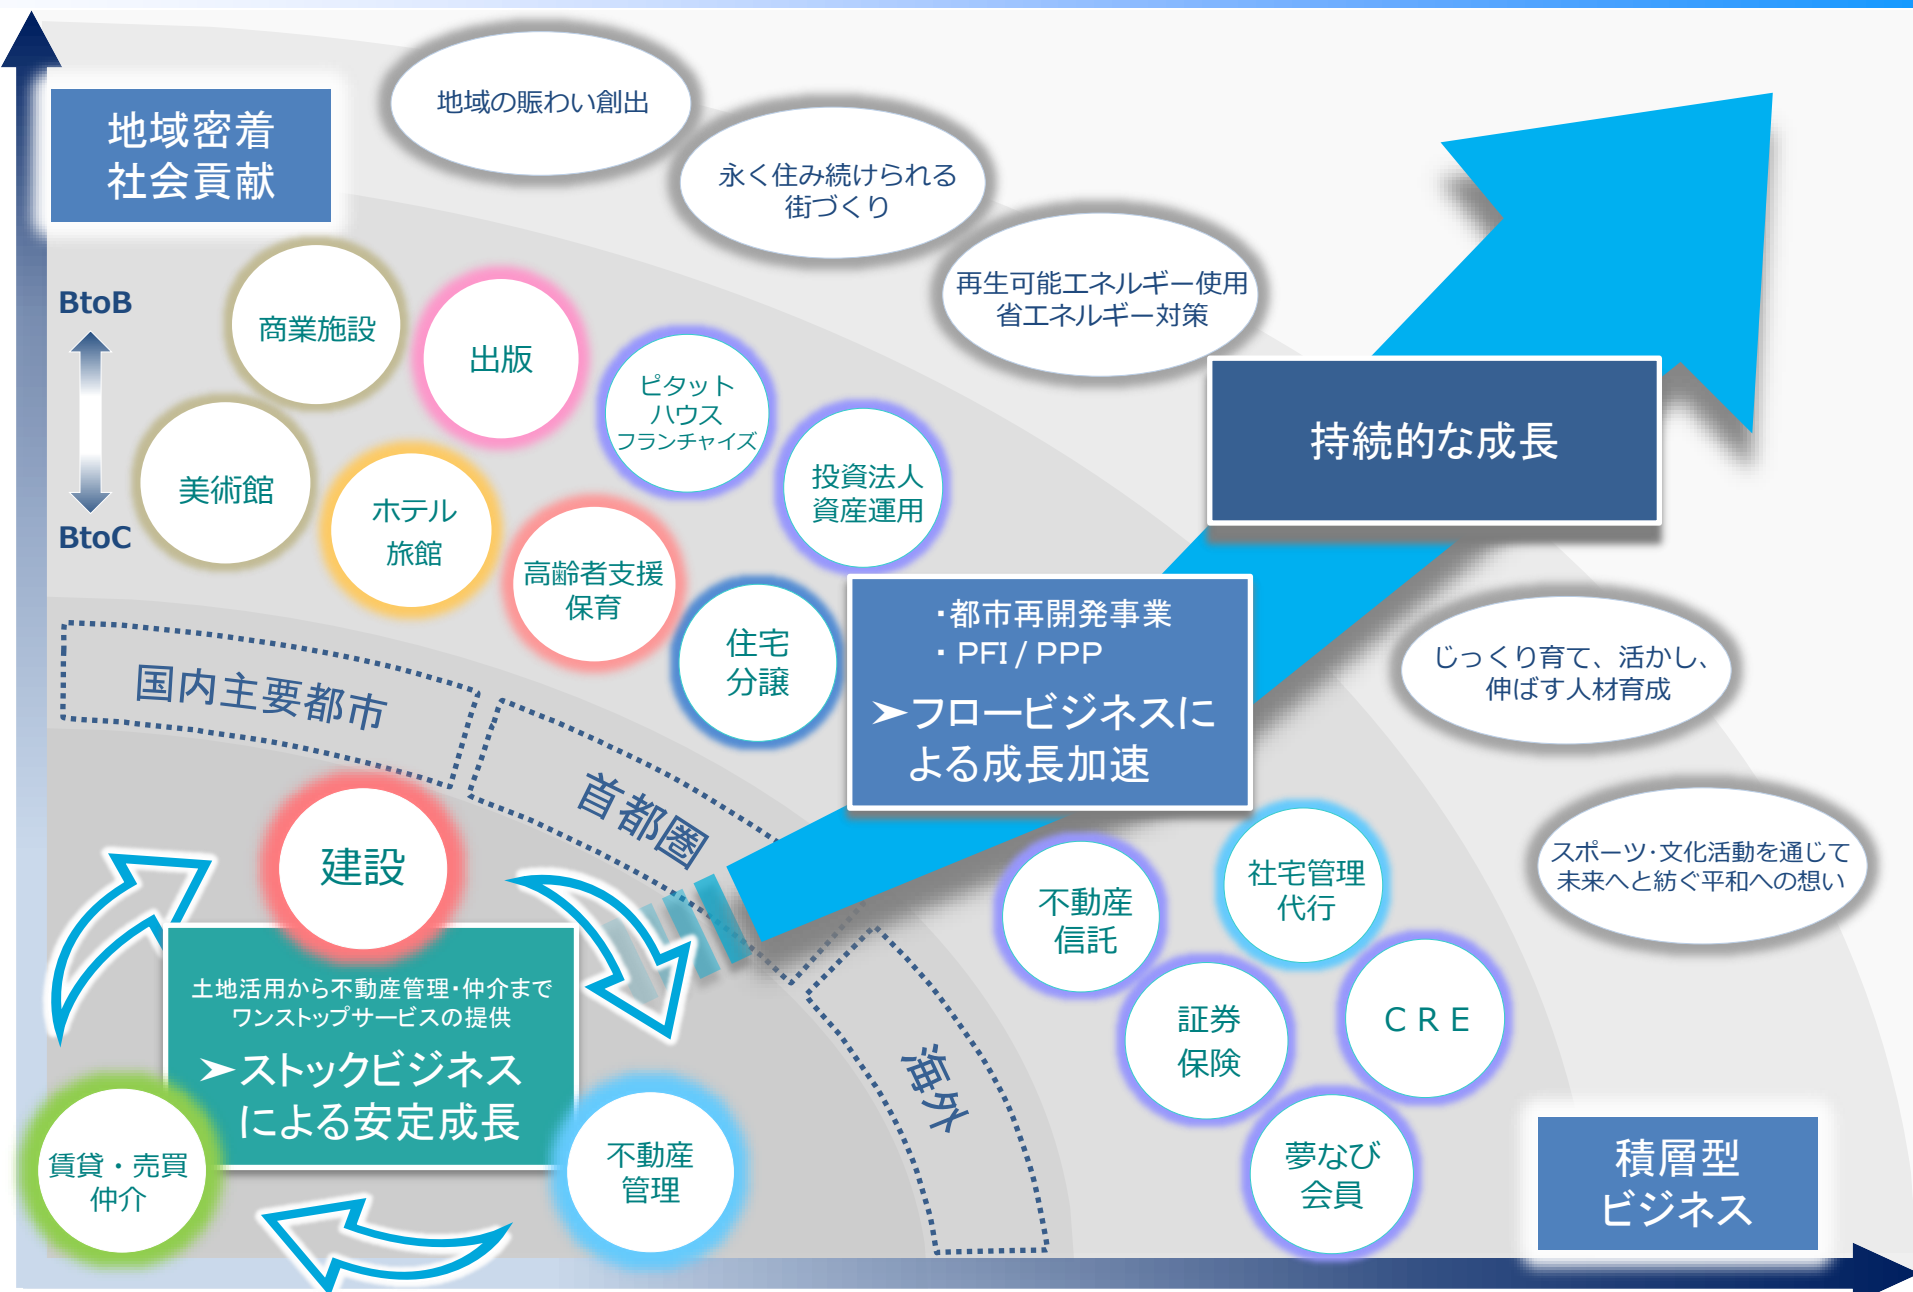 地域密着
社会貢献
地域の賑わい創出
永く住み続けられる
街づくり
再生可能エネルギー使用
省エネルギー対策
BtoB
BtoC
商業施設
出版
ピタット
ハウス
フランチャイズ
投資法人
資産運用
美術館
ホテル
旅館
高齢者支援
保育
住宅
分譲
持続的な成長
・都市再開発事業
・PFI/PPP
➤フロービジネスに
よる成長加速
じっくり育て、活かし、
伸ばす人材育成
スポーツ・文化活動を通じて
未来へと紡ぐ平和への想い
国内主要都市
首都圏
海外
建設
土地活用から不動産管理・仲介まで
ワンストップサービスの提供
➤ストックビジネス
による安定成長
賃貸・売買
仲介
不動産
管理
不動産
信託
社宅管理
代行
証券
保険
CRE
夢なび
会員
積層型
ビジネス